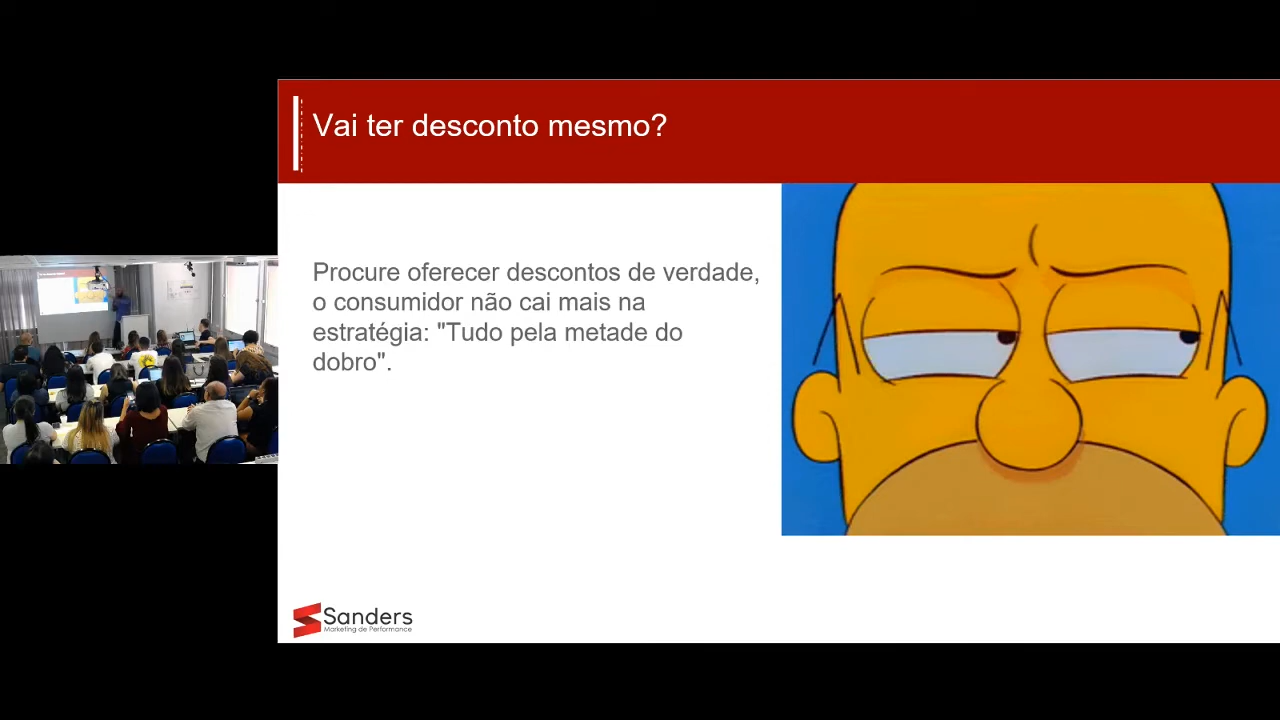 Vai ter desconto mesmo?
Procure oferecer descontos de verdade,
o consumidor não cai mais na
estratégia: "Tudo pela metade do
dobro".
Sanders
Marketing de Performance